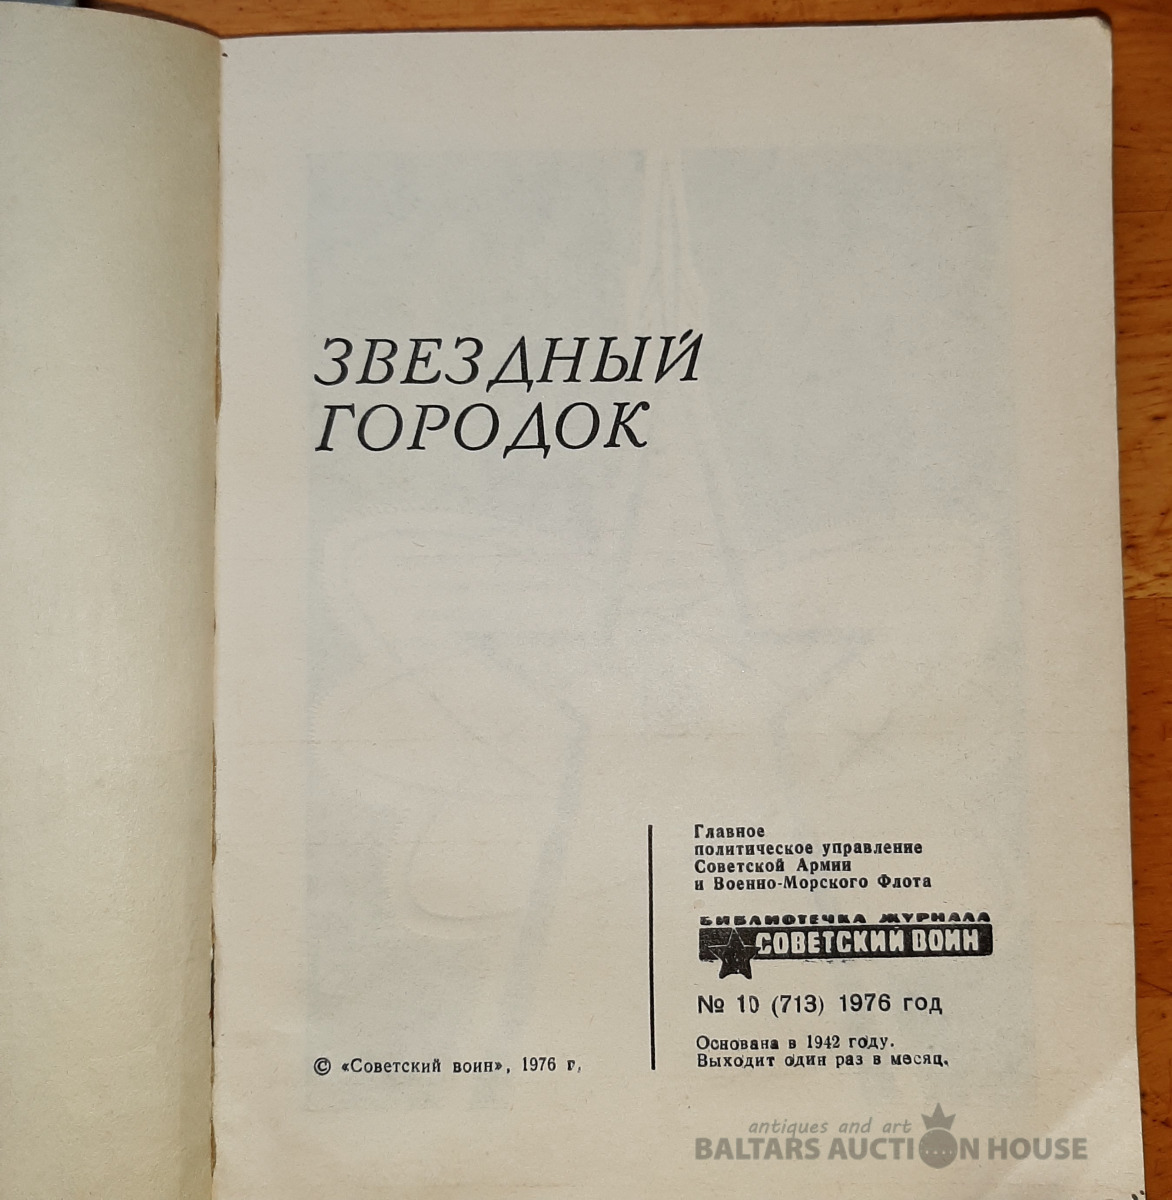 ЗВЕЗДНЫЙ
ГОРОДОК
Главное
политическое управление
Советской Армии
и Военно-Морского Флота
БИБЛИОТЕЧКА ЖУРНАЛА
СОВЕТСКИЙ ВОИН
№ 10 (713) 1976 год
Основана в 1942 году.
Выходит один раз в месяц.
© «Советский воин», 1976 г,
antiques and art
BALTARS AUCTION HOUSE